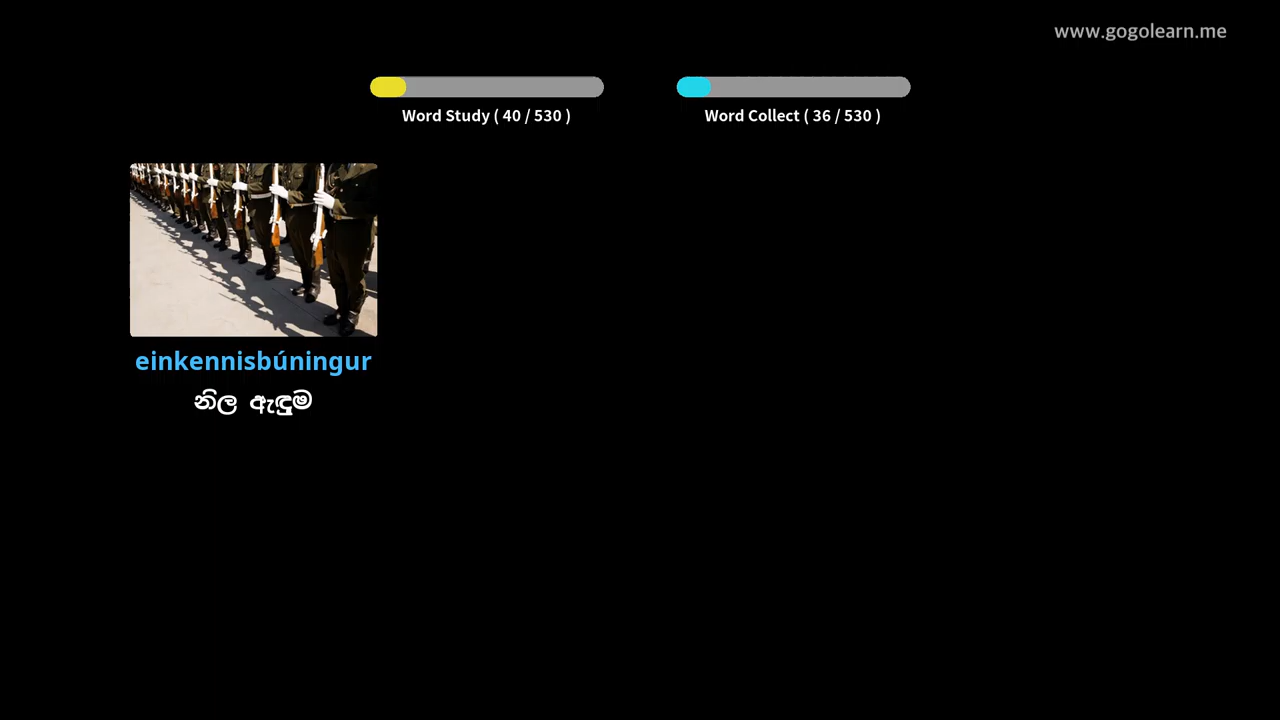 www.gogolearn.me
Word Study ( 40 / 530 )
Word Collect ( 36 / 530 )
einkennisbúningur
නිල ඇඳුම